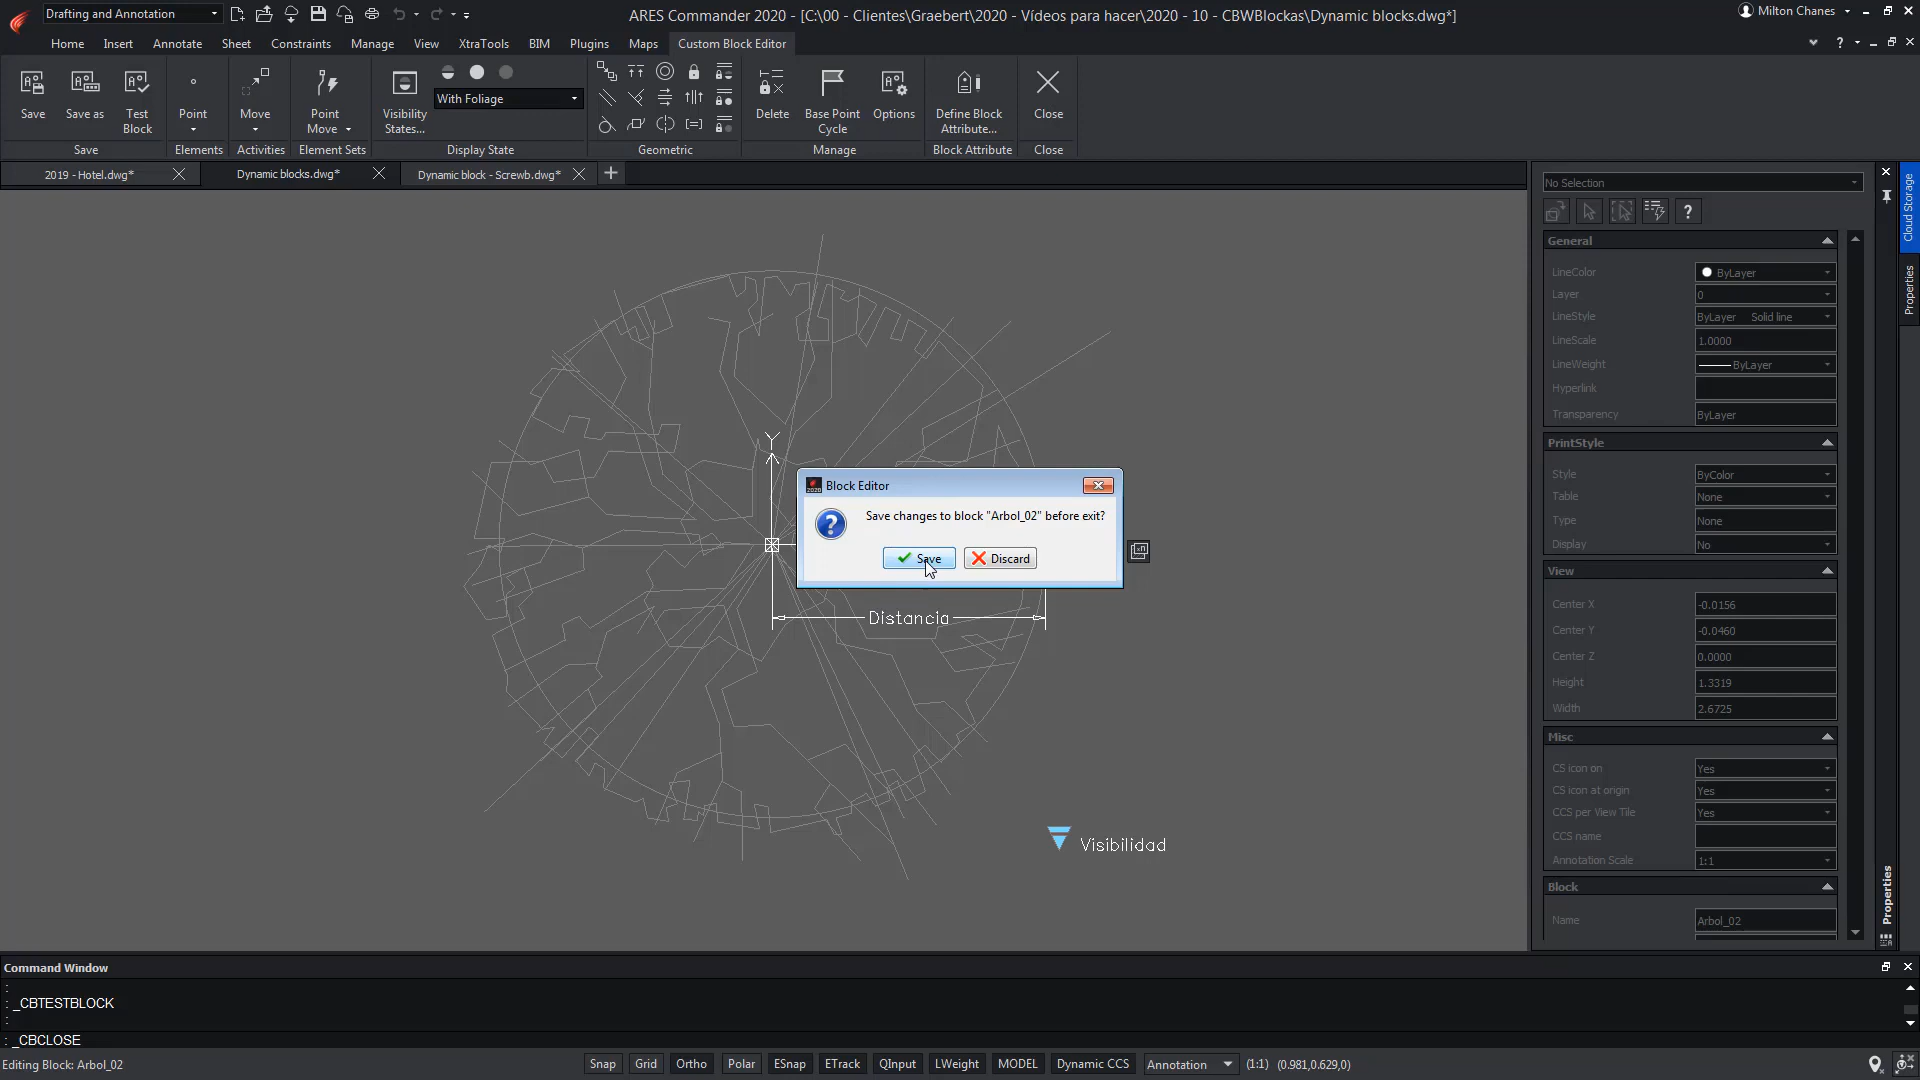 Drafting and Annotation
ARES Commander 2020 - [C:\00 - Clientes\Graebert\2020 - Vídeos para hacer\2020 - 10 - CBWBlockas\Dynamic blocks.dwg*]
Milton Chanes
Home Insert Annotate Sheet Constraints Manage View XtraTools BIM Plugins Maps Custom Block Editor
?
With Foliage
Save Save as Test Block Point Move Point Move Visibility States... Delete Base Point Cycle Options Define Block Attribute... Close
Save Elements Activities Element Sets Display State Geometric Manage Block Attribute Close
2019 - Hotel.dwg* Dynamic blocks.dwg* Dynamic block - Screwb.dwg*
No Selection
?
General
LineColor ByLayer
Layer 0
LineStyle ByLayer Solid line
LineScale 1.0000
LineWeight ByLayer
Hyperlink
Transparency ByLayer
PrintStyle
Style ByColor
Table None
Type None
Display No
View
Center X -0.0156
Center Y -0.0460
Center Z 0.0000
Height 1.3319
Width 2.6725
Misc
CS icon on Yes
CS icon at origin Yes
CCS per View Tile Yes
CCS name
Annotation Scale 1:1
Block
Name Arbol_02
Cloud Storage
Properties
Properties
Y
Block Editor
Save changes to block "Arbol_02" before exit?
Save Discard
Distancia
Visibilidad
Command Window
:
: _CBTESTBLOCK
:
: _CBCLOSE
Editing Block: Arbol_02
Snap Grid Ortho Polar ESnap ETrack QInput LWeight MODEL Dynamic CCS Annotation (1:1) (0.981,0.629,0)